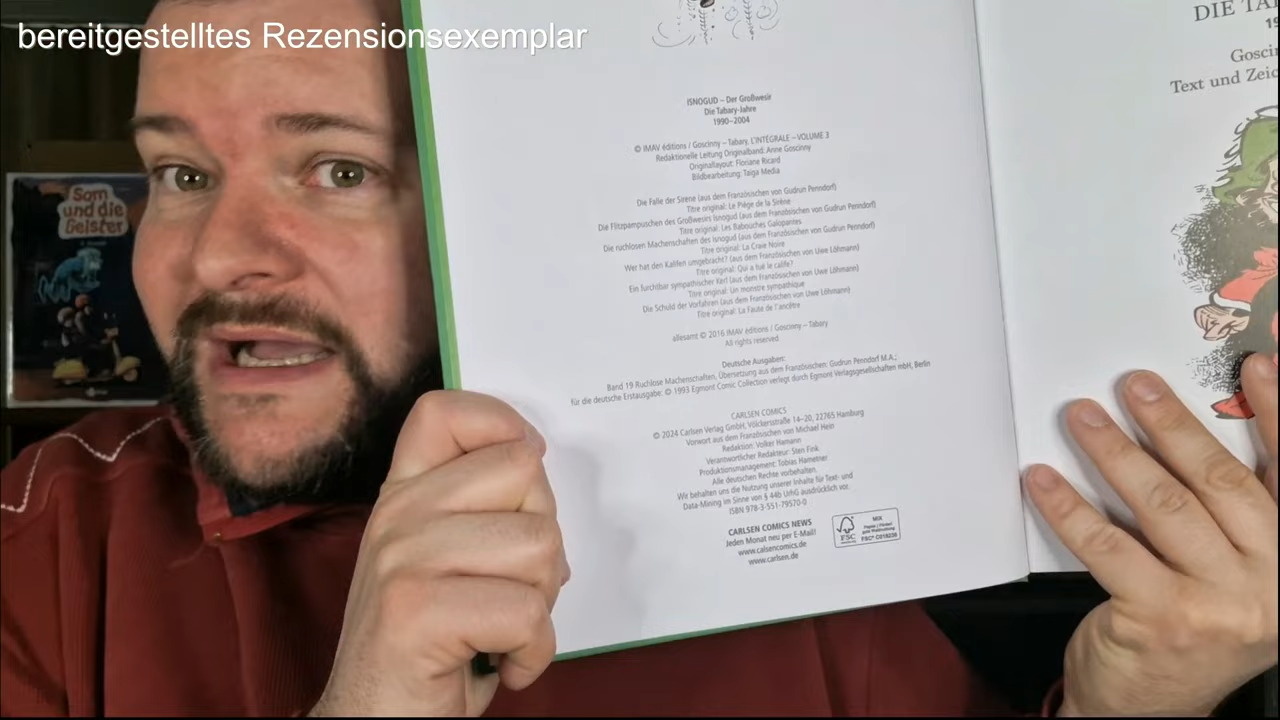 bereitgestelltes Rezensionsexemplar
Som
und die
Geister
ISNOGUD – Der Großwesir
Die Tabary-Jahre
1990–2004
© IMAV éditions / Goscinny – Tabary, L'INTÉGRALE – VOLUME 3
Redaktionelle Leitung Originalband: Anne Goscinny
Originallayout: Floriane Ricard
Bildbearbeitung: Taiga Media
Die Falle der Sirene (aus dem Französischen von Gudrun Penndorf)
Titre original: Le Piège de la Sirène
Die Flitzpampuschen des Großwesirs Isnogud (aus dem Französischen von Gudrun Penndorf)
Titre original: Les Babouches Galopantes
Die ruchlosen Machenschaften des Isnogud (aus dem Französischen von Gudrun Penndorf)
Titre original: La Craie Noire
Wer hat den Kalifen umgebracht? (aus dem Französischen von Uwe Löhmann)
Titre original: Qui a tué le calife?
Ein furchtbar sympathischer Kerl (aus dem Französischen von Uwe Löhmann)
Titre original: Un monstre sympathique
Die Schuld der Vorfahren (aus dem Französischen von Uwe Löhmann)
Titre original: La Faute de l'ancêtre
allesamt © 2016 IMAV éditions / Goscinny – Tabary
All rights reserved.
Deutsche Ausgaben:
Band 19 Ruchlose Machenschaften, Übersetzung aus dem Französischen: Gudrun Penndorf M.A.;
für die deutsche Erstausgabe: © 1993 Egmont Comic Collection verlegt durch Egmont Verlagsgesellschaften mbH, Berlin
CARLSEN COMICS
© 2024 Carlsen Verlag GmbH, Völckersstraße 14–20, 22765 Hamburg
Vorwort aus dem Französischen von Michael Hein
Redaktion: Volker Hamann
Verantwortlicher Redakteur: Sten Fink
Produktionsmanagement: Tobias Hametner
Alle deutschen Rechte vorbehalten.
Wir behalten uns die Nutzung unserer Inhalte für Text- und
Data-Mining im Sinne von § 44b UrhG ausdrücklich vor.
ISBN 978-3-551-79570-0
CARLSEN COMICS NEWS
Jeden Monat neu per E-Mail!
www.calsencomics.de
www.carlsen.de
FSC
MIX
FSC® C018236
DIE TA
19
Goscin
Text und Zeic